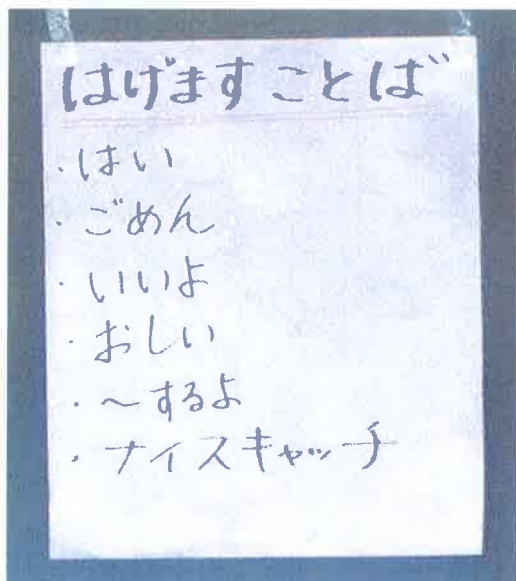 はげますことば
・はい
・ごめん
・いいよ
・おしい
・〜するよ
・ナイスキャッチ